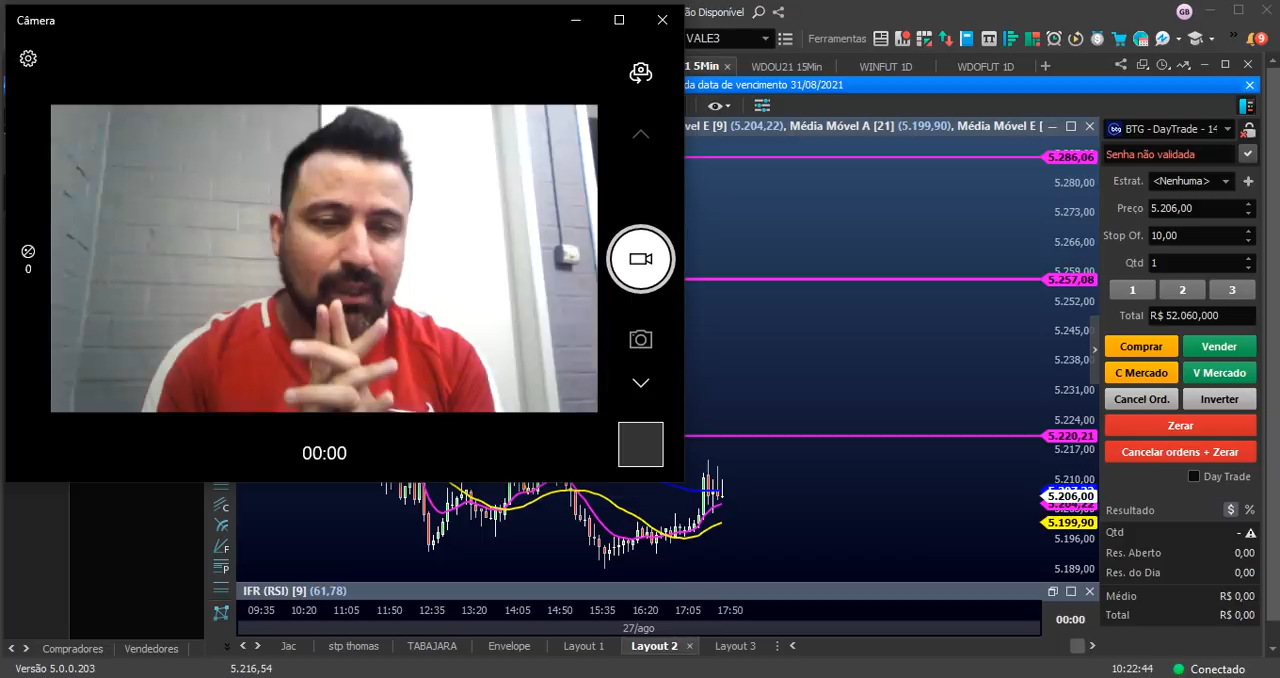 Câmera
ão Disponível
GB
VALE3
Ferramentas
9
1 5Min
WDOU21 15Min
WINFUT 1D
WDOFUT 1D
da data de vencimento 31/08/2021
vel E [9] (5.204,22), Média Móvel A [21] (5.199,90), Média Móvel E [
BTG - DayTrade - 14
Senha não validada
5.286,06
5.280,00
Estrat. <Nenhuma>
5.273,00
Preço 5.206,00
5.266,00
Stop Of. 10,00
0
5.259,00
Qtd 1
5.257,08
1 2 3
5.252,00
Total R$ 52.060,000
5.245,00
Comprar Vender
5.238,00
C Mercado V Mercado
5.231,00
Cancel Ord. Inverter
5.224,00
Zerar
5.220,21
5.217,00
Cancelar ordens + Zerar
00:00
5.210,00
Day Trade
5.206,00
Resultado $ %
5.199,90
Qtd -
5.196,00
Res. Aberto 0,00
5.189,00
Res. do Dia 0,00
IFR (RSI) [9] (61,78)
Médio R$ 0,00
09:35 10:20 11:05 11:50 12:35 13:20 14:05 14:50 15:35 16:20 17:05 17:50
Total R$ 0,00
00:00
27/ago
Compradores
Vendedores
Jac
stp thomas
TABAJARA
Envelope
Layout 1
Layout 2
Layout 3
Versão 5.0.0.203
5.216,54
10:22:44
Conectado